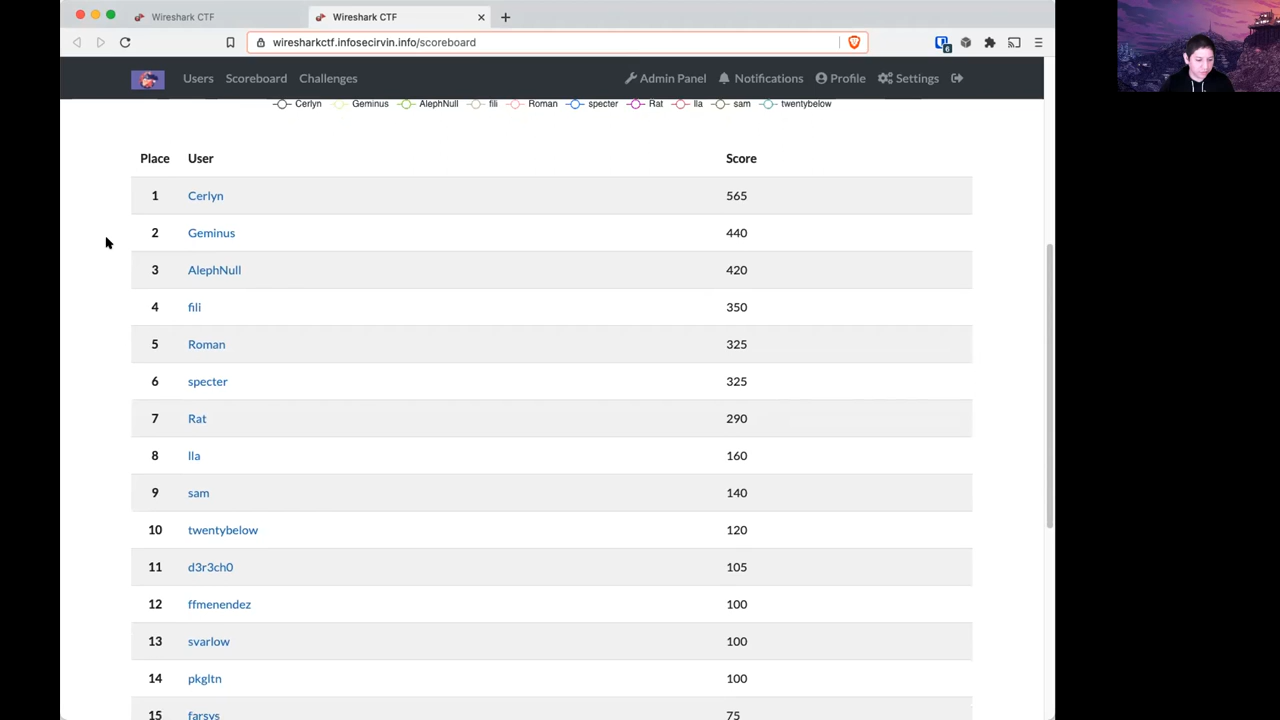 Wireshark CTF
Wireshark CTF
wiresharkctf.infosecirvin.info/scoreboard
6
Users Scoreboard Challenges Admin Panel Notifications Profile Settings
Cerlyn Geminus AlephNull fili Roman specter Rat lla sam twentybelow
Place User Score
1 Cerlyn 565
2 Geminus 440
3 AlephNull 420
4 fili 350
5 Roman 325
6 specter 325
7 Rat 290
8 lla 160
9 sam 140
10 twentybelow 120
11 d3r3ch0 105
12 ffmenendez 100
13 svarlow 100
14 pkgltn 100
15 farsys 75